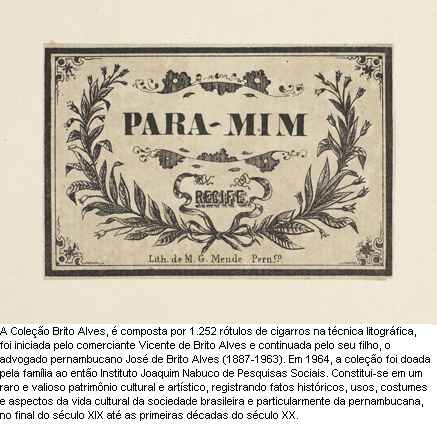 PARA-MIM
RECIFE
Lith. de M. G. Mende Pern.co
A Coleção Brito Alves, é composta por 1.252 rótulos de cigarros na técnica litográfica,
foi iniciada pelo comerciante Vicente de Brito Alves e continuada pelo seu filho, o
advogado pernambucano José de Brito Alves (1887-1963). Em 1964, a coleção foi doada
pela família ao então Instituto Joaquim Nabuco de Pesquisas Sociais. Constitui-se em um
raro e valioso patrimônio cultural e artístico, registrando fatos históricos, usos, costumes
e aspectos da vida cultural da sociedade brasileira e particularmente da pernambucana,
no final do século XIX até as primeiras décadas do século XX.